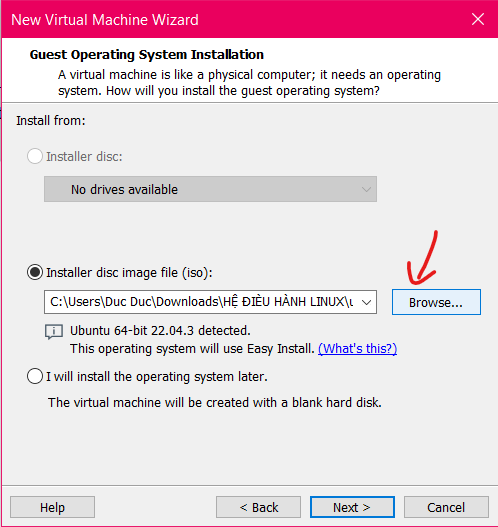 New Virtual Machine Wizard
Guest Operating System Installation
A virtual machine is like a physical computer; it needs an operating
system. How will you install the guest operating system?
Install from:
Installer disc:
No drives available
Installer disc image file (iso):
C:\Users\Duc Duc\Downloads\HỆ ĐIỀU HÀNH LINUX\u
Browse...
Ubuntu 64-bit 22.04.3 detected.
This operating system will use Easy Install. (What's this?)
I will install the operating system later.
The virtual machine will be created with a blank hard disk.
Help
< Back
Next >
Cancel